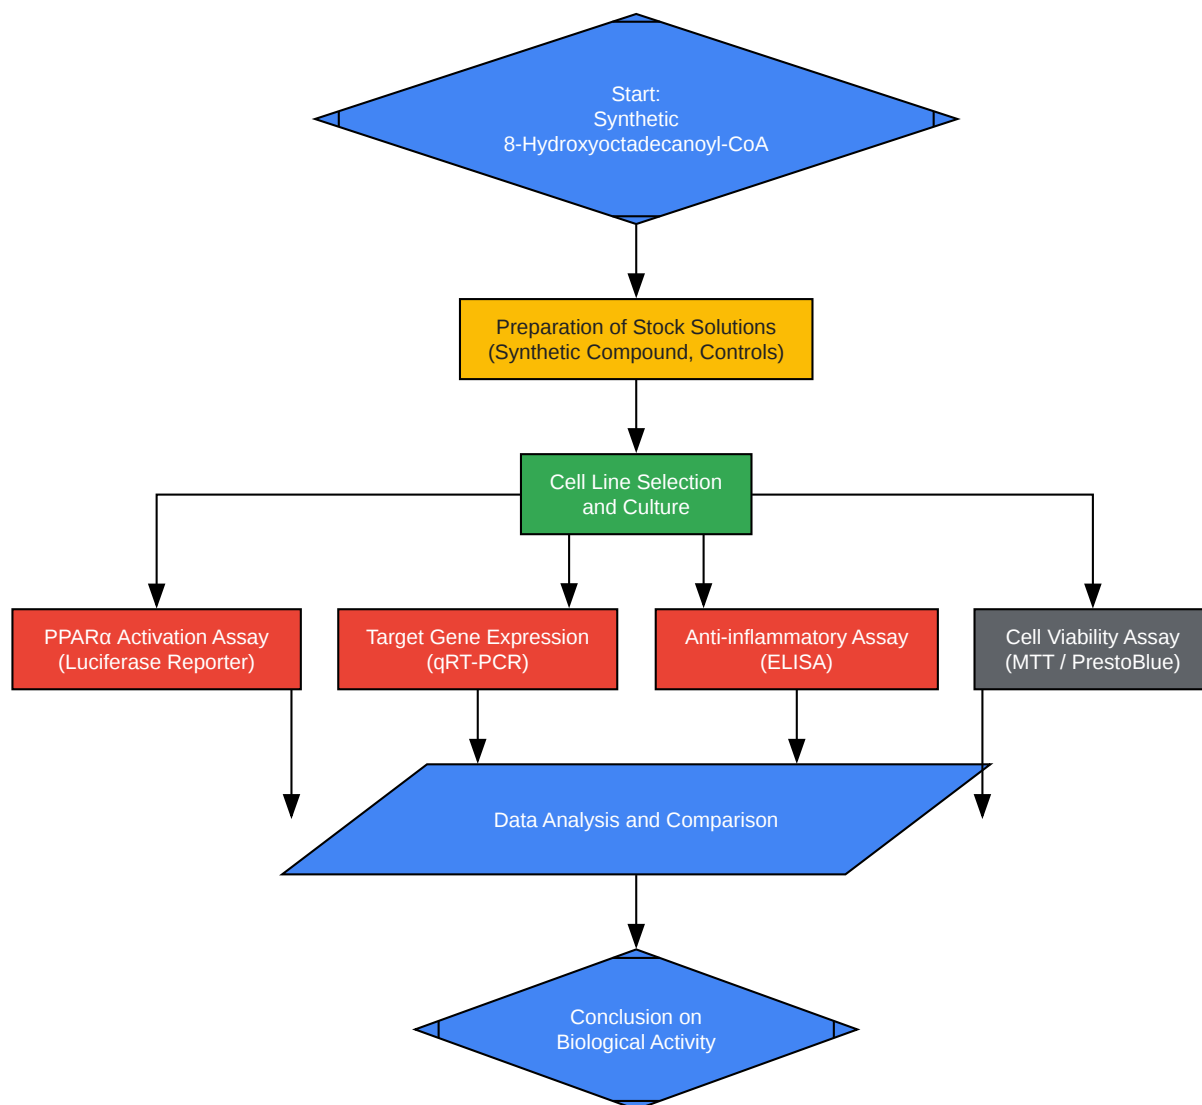 Start:
Synthetic
8-Hydroxyoctadecanoyl-CoA
Preparation of Stock Solutions
(Synthetic Compound, Controls)
Cell Line Selection
and Culture
PPARα Activation Assay
(Luciferase Reporter)
Target Gene Expression
(qRT-PCR)
Anti-inflammatory Assay
(ELISA)
Cell Viability Assay
(MTT / PrestoBlue)
Data Analysis and Comparison
Conclusion on
Biological Activity